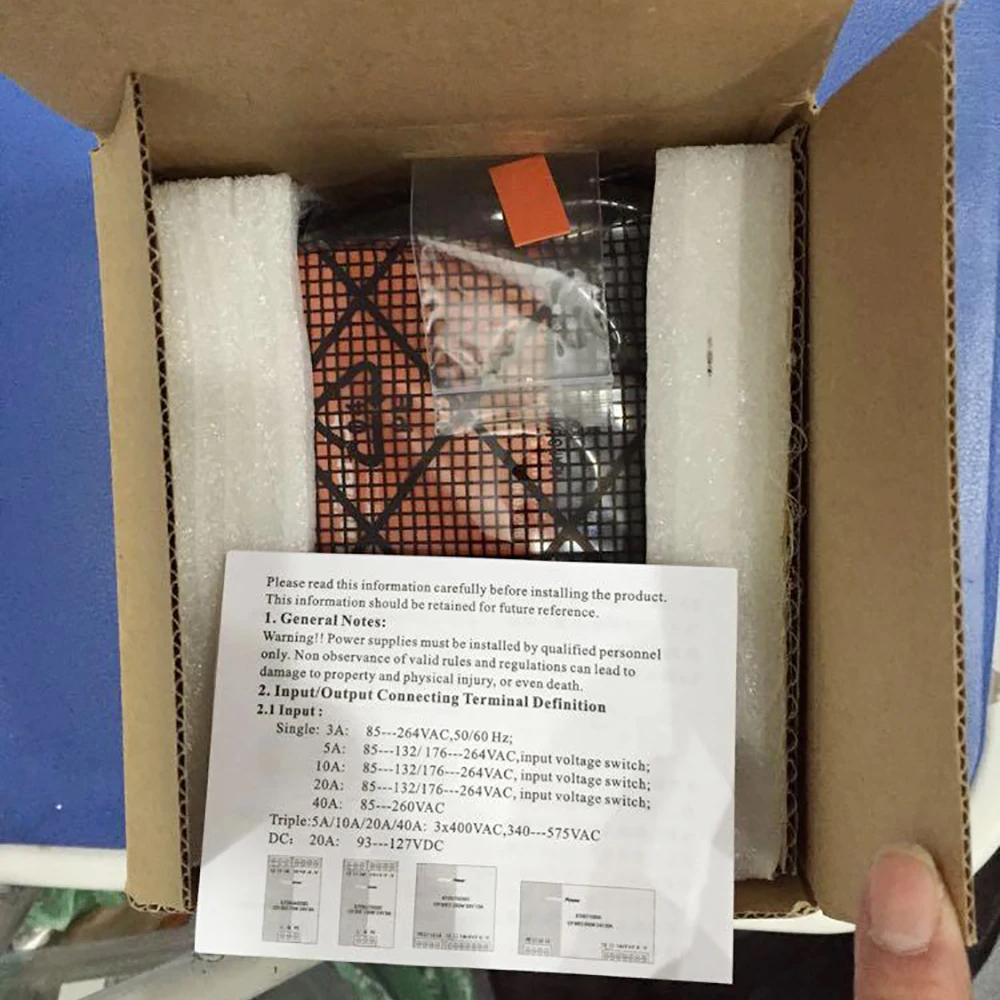 PE
Please read this information carefully before installing the product.
This information should be retained for future reference.
1. General Notes:
Warning!! Power supplies must be installed by qualified personnel
only. Non observance of valid rules and regulations can lead to
damage to property and physical injury, or even death.
2. Input/Output Connecting Terminal Definition
2.1 Input :
Single: 3A: 85---264VAC,50/60 Hz;
5A: 85---132/ 176---264VAC,input voltage switch;
10A: 85---132/176---264VAC, input voltage switch;
20A: 85---132/176---264VAC, input voltage switch;
40A: 85---260VAC
Triple:5A/10A/20A/40A: 3x400VAC,340---575VAC
DC: 20A: 93---127VDC